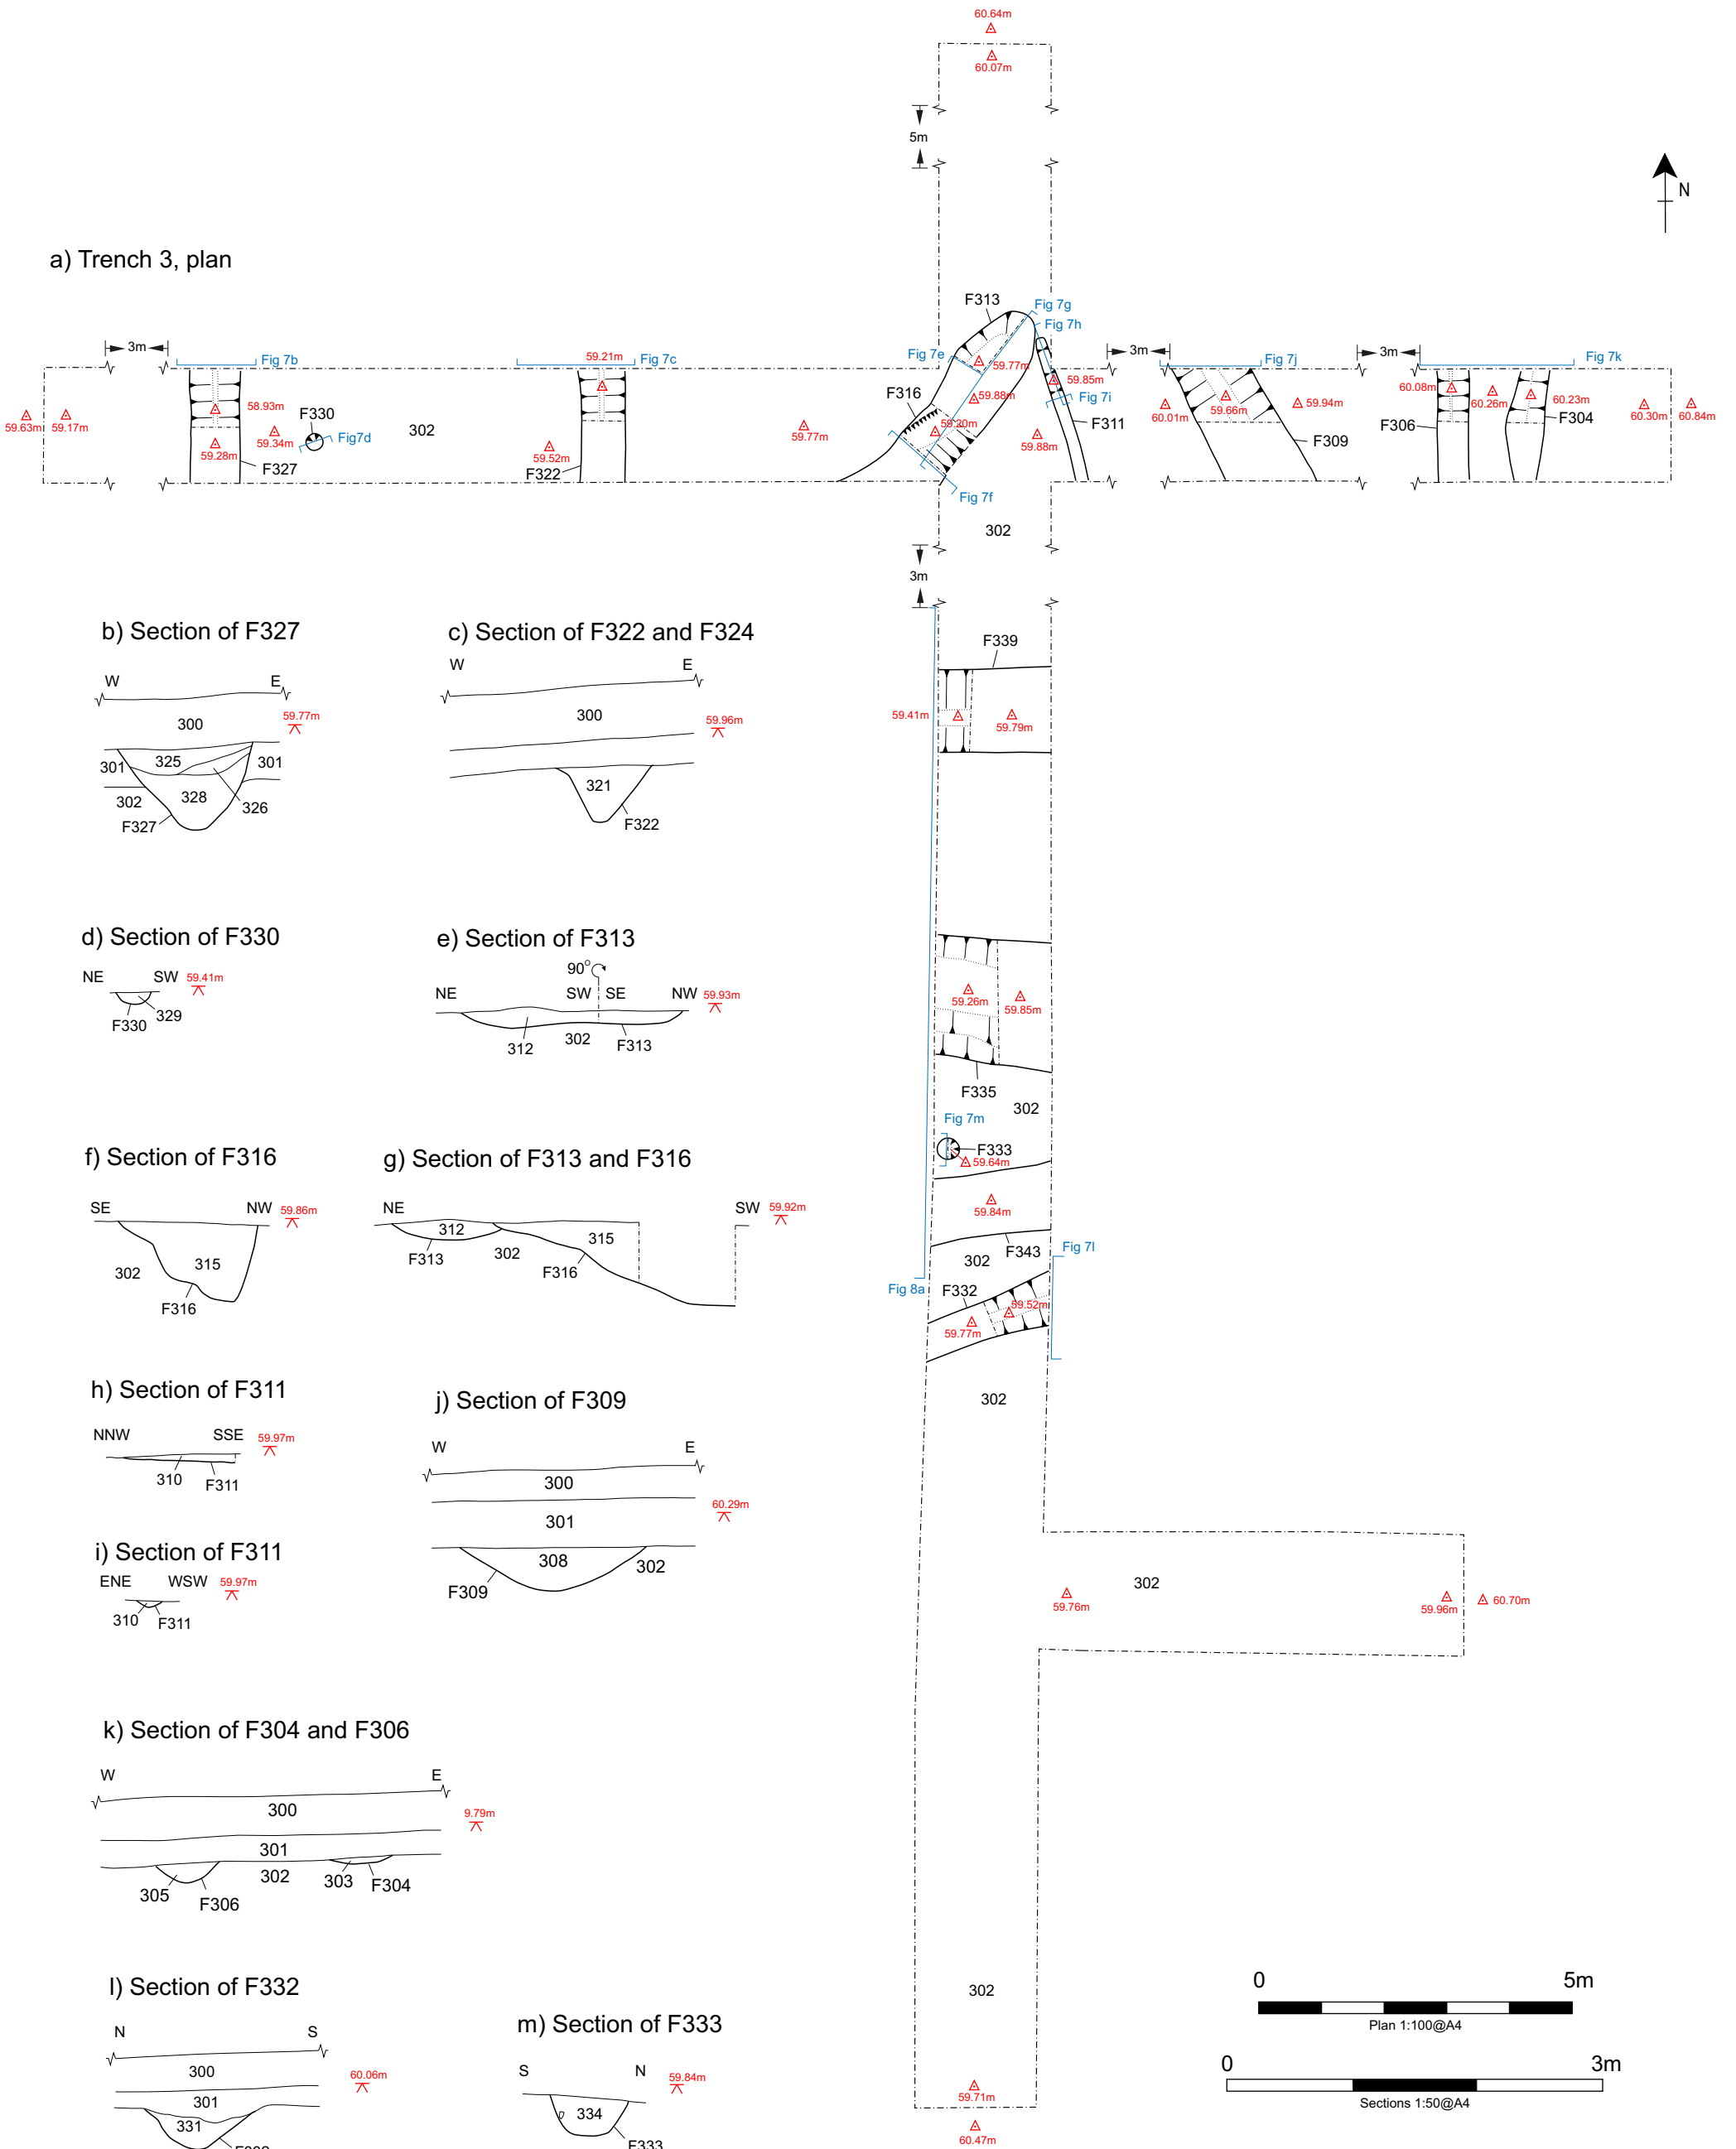 60.64m
60.07m
5m
N
a) Trench 3, plan
F313
Fig 7g
Fig 7h
3m
Fig 7b
Fig 7c
59.21m
Fig 7e
59.77m
3m
Fig 7j
3m
Fig 7k
59.63m
59.17m
58.93m
F330
Fig7d
59.34m
59.28m
F327
302
59.52m
F322
59.77m
F316
59.88m
59.20m
59.85m
Fig 7i
F311
59.88m
Fig 7f
60.01m
59.66m
59.94m
F309
60.08m
F306
60.26m
60.23m
F304
60.30m
60.84m
302
3m
F339
59.41m
59.79m
59.26m
59.85m
F335
302
Fig 7m
F333
59.64m
59.84m
F343
302
Fig 7l
Fig 8a
F332
59.52m
59.77m
302
302
59.76m
59.96m
60.70m
302
59.71m
60.47m
b) Section of F327
W
E
300
59.77m
301
325
301
302
328
326
F327
c) Section of F322 and F324
W
E
300
59.96m
321
F322
d) Section of F330
NE
SW
59.41m
329
F330
e) Section of F313
90°
NE
SW
SE
NW
59.93m
312
302
F313
f) Section of F316
SE
NW
59.86m
302
315
F316
g) Section of F313 and F316
NE
SW
59.92m
312
302
315
F313
F316
h) Section of F311
NNW
SSE
59.97m
310
F311
i) Section of F311
ENE
WSW
59.97m
310
F311
j) Section of F309
W
E
300
60.29m
301
308
302
F309
k) Section of F304 and F306
W
E
300
9.79m
301
302
305
F306
303
F304
l) Section of F332
N
S
300
60.06m
301
331
m) Section of F333
S
N
59.84m
334
F333
0
5m
Plan 1:100@A4
0
3m
Sections 1:50@A4